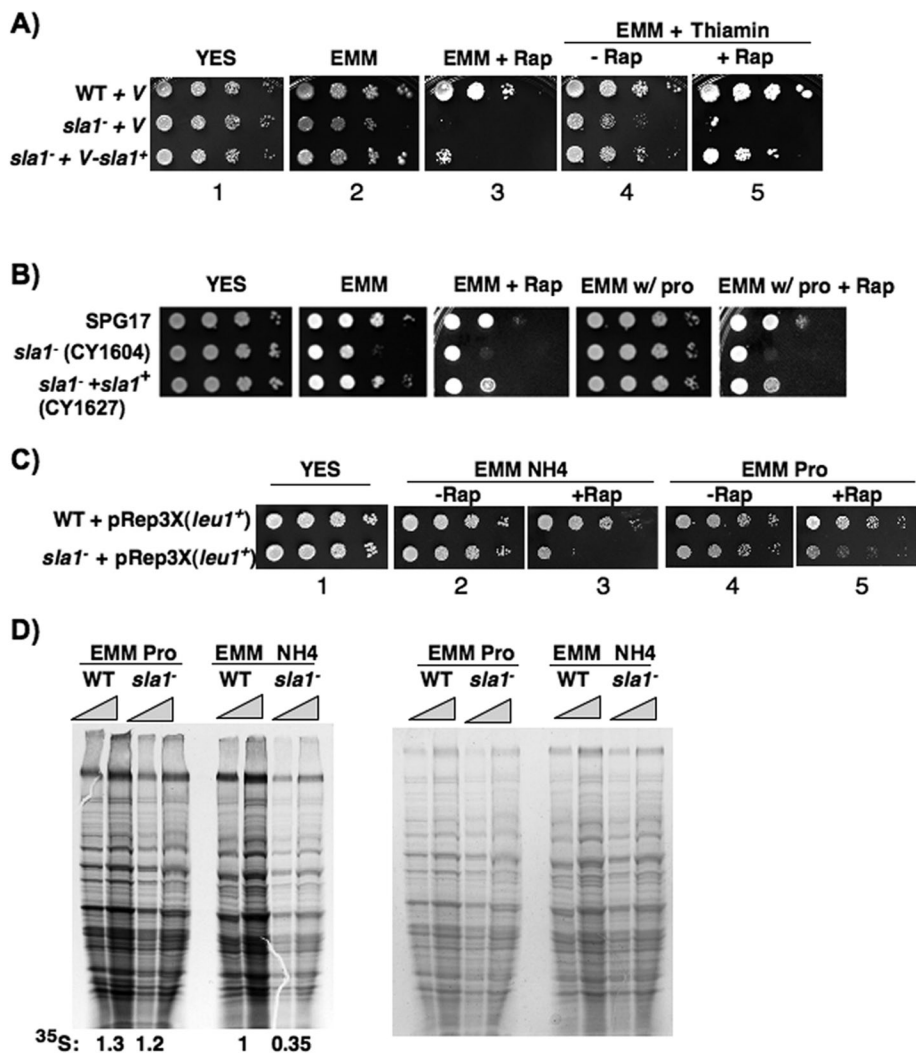 A)
EMM + Thiamin
YES EMM EMM + Rap - Rap + Rap
WT + V
sla1- + V
sla1- + V-sla1+
1 2 3 4 5
B)
YES EMM EMM + Rap EMM w/ pro EMM w/ pro + Rap
SPG17
sla1- (CY1604)
sla1- +sla1+
(CY1627)
C)
YES EMM NH4 EMM Pro
-Rap +Rap -Rap +Rap
WT + pRep3X(leu1+)
sla1- + pRep3X(leu1+)
1 2 3 4 5
D)
EMM Pro EMM NH4 EMM Pro EMM NH4
WT sla1- WT sla1- WT sla1- WT sla1-
35S: 1.3 1.2 1 0.35